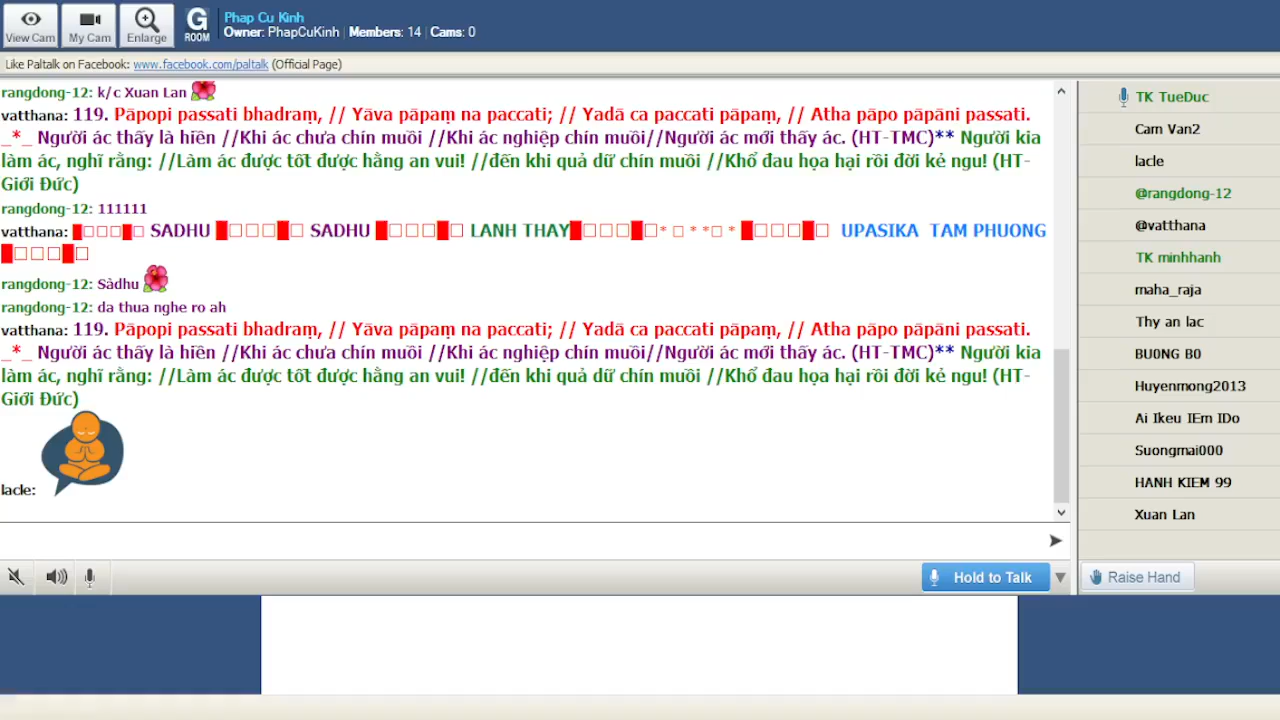 View Cam
My Cam
Enlarge
G ROOM
Phap Cu Kinh
Owner: PhapCuKinh | Members: 14 | Cams: 0
Like Paltalk on Facebook: www.facebook.com/paltalk (Official Page)
rangdong-12: k/c Xuan Lan
vatthana: 119. Pāpopi passati bhadraṃ, // Yāva pāpaṃ na paccati; // Yadā ca paccati pāpaṃ, // Atha pāpo pāpāni passati.
_*_ Người ác thấy là hiền //Khi ác chưa chín muồi //Khi ác nghiệp chín muồi//Người ác mới thấy ác. (HT-TMC)** Người kia
làm ác, nghĩ rằng: //Làm ác được tốt được hằng an vui! //đến khi quả dữ chín muồi //Khổ đau họa hại rồi đời kẻ ngu! (HT-
Giới Đức)
rangdong-12: 111111
vatthana: SADHU SADHU LANH THAY * ** * UPASIKA TAM PHUONG
rangdong-12: Sàdhu
rangdong-12: da thua nghe ro ah
vatthana: 119. Pāpopi passati bhadraṃ, // Yāva pāpaṃ na paccati; // Yadā ca paccati pāpaṃ, // Atha pāpo pāpāni passati.
_*_ Người ác thấy là hiền //Khi ác chưa chín muồi //Khi ác nghiệp chín muồi//Người ác mới thấy ác. (HT-TMC)** Người kia
làm ác, nghĩ rằng: //Làm ác được tốt được hằng an vui! //đến khi quả dữ chín muồi //Khổ đau họa hại rồi đời kẻ ngu! (HT-
Giới Đức)
lacle:
Hold to Talk
TK TueDuc
Cam Van2
lacle
@rangdong-12
@vatthana
TK minhhanh
maha_raja
Thy an lac
BU0NG B0
Huyenmong2013
Ai Ikeu IEm IDo
Suongmai000
HANH KIEM 99
Xuan Lan
Raise Hand